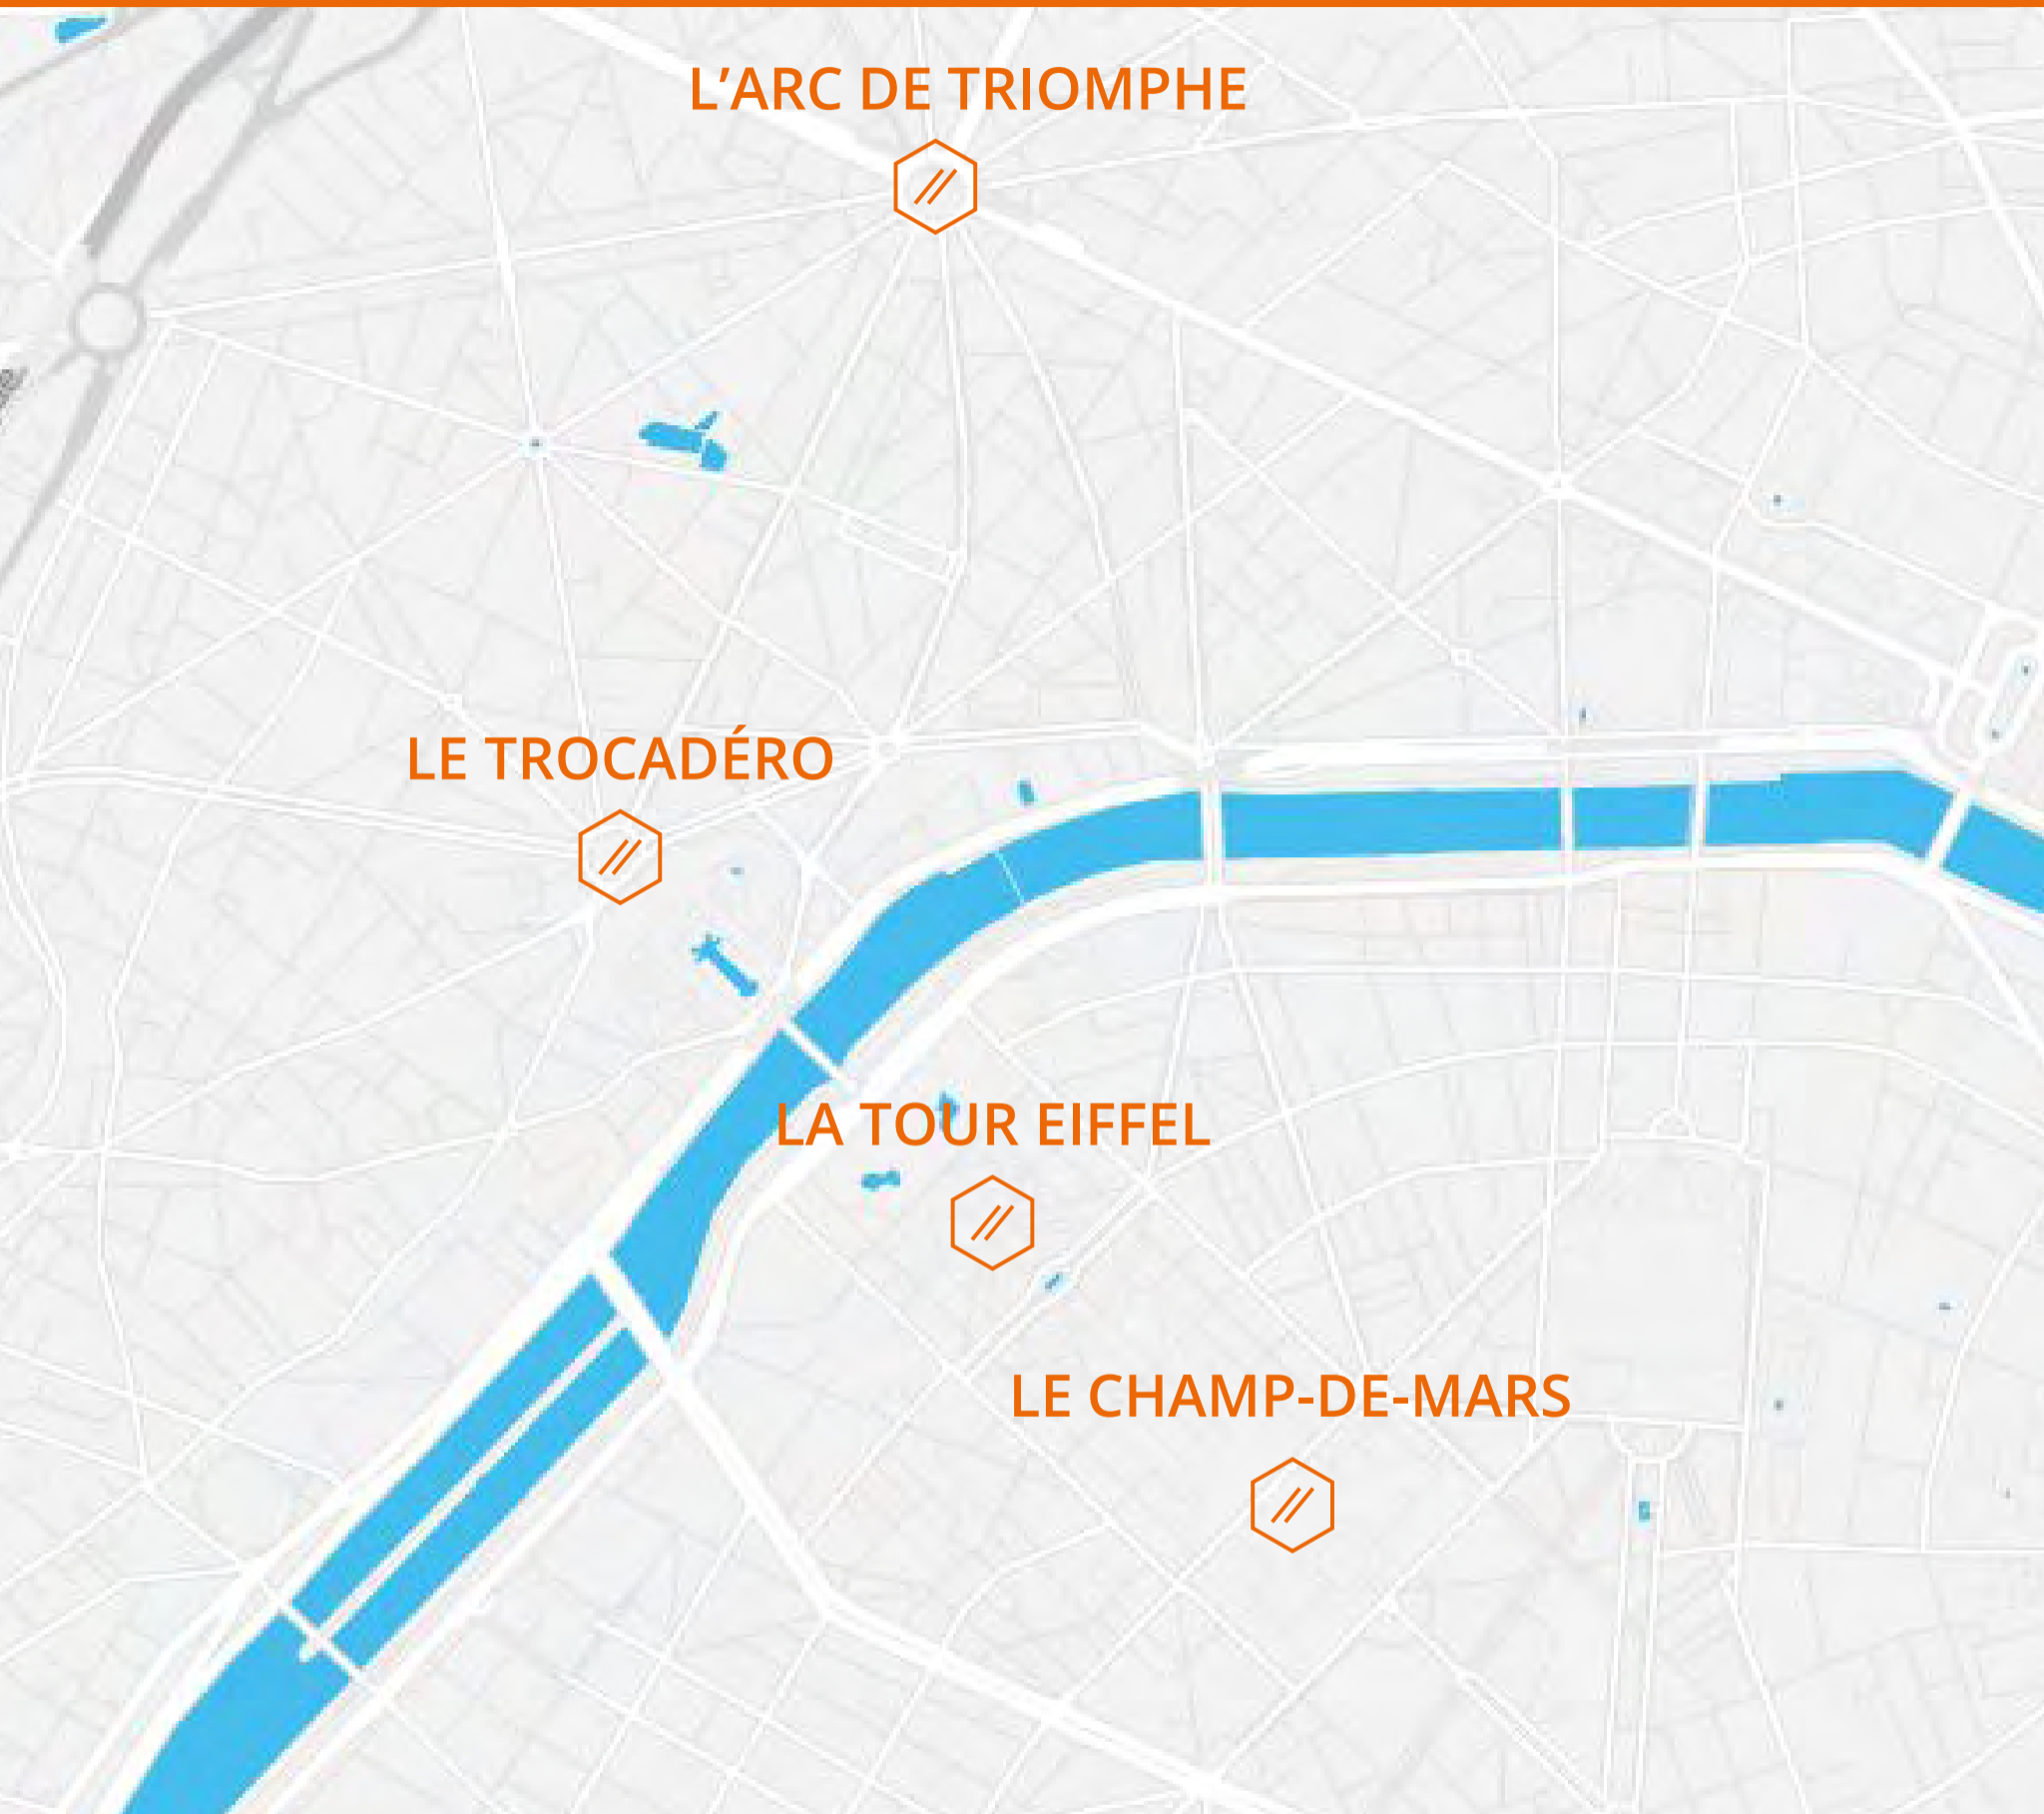 L’ARC DE TRIOMPHE
LE TROCADÉRO
LA TOUR EIFFEL
LE CHAMP-DE-MARS